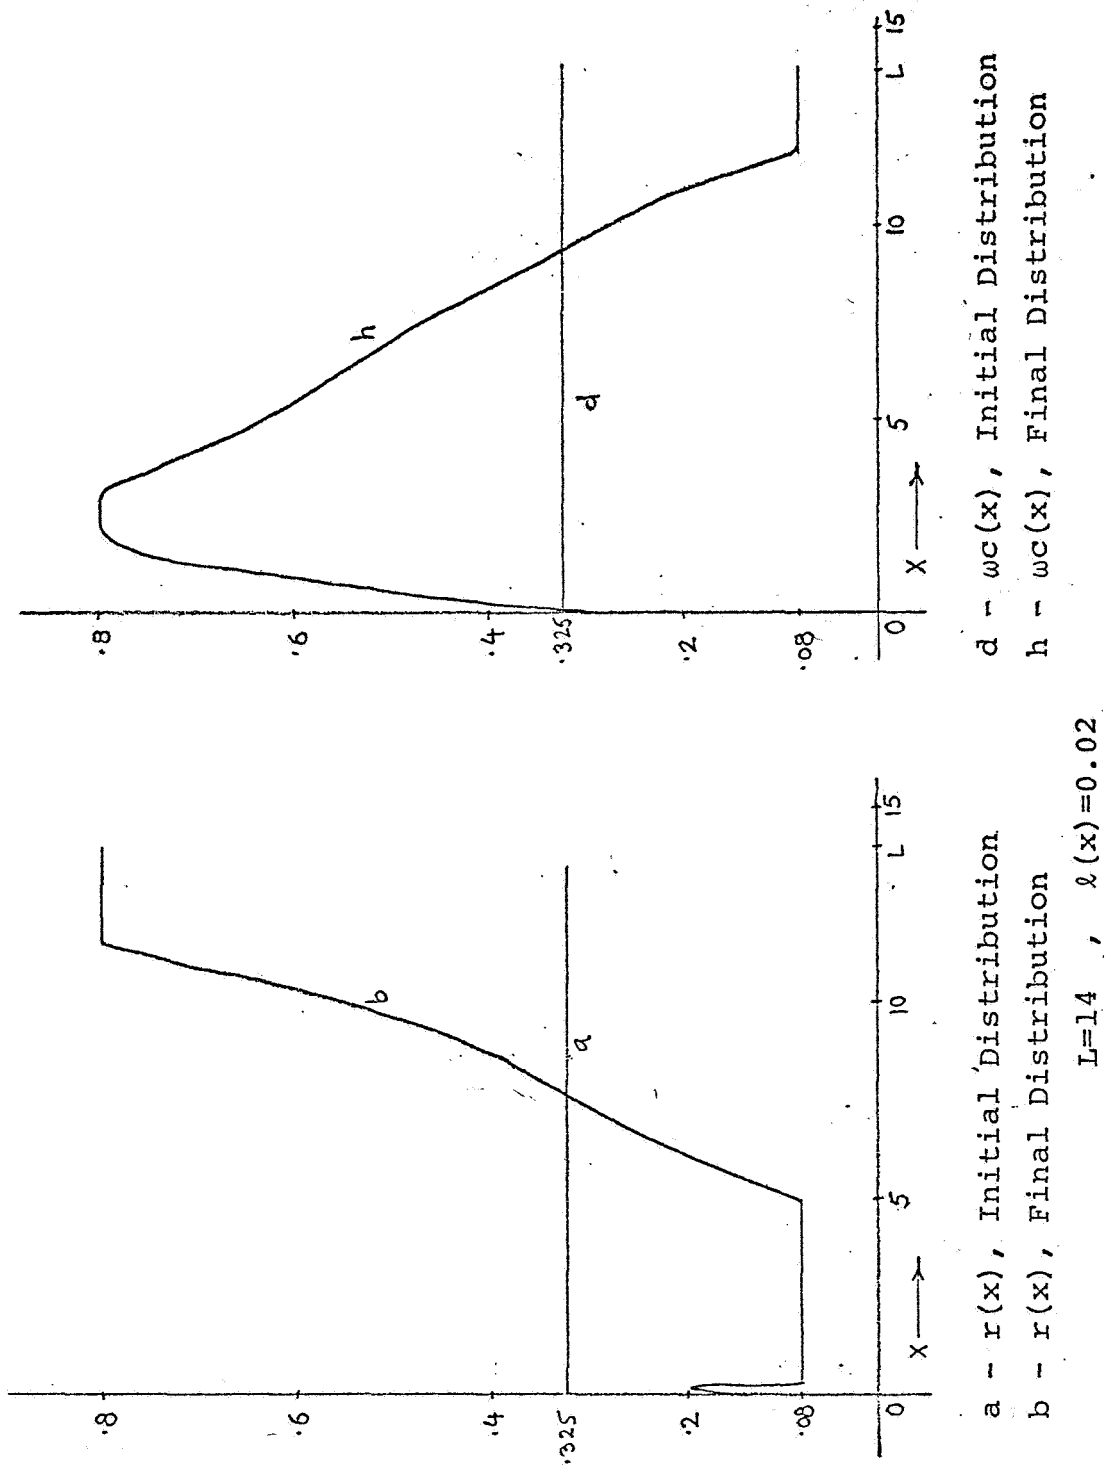 .8
.6
.4
.325
.2
.08
0
5
10
L
15
X
a
b
a - r(x), Initial Distribution
b - r(x), Final Distribution
.8
.6
.4
.325
.2
.08
0
5
10
L
15
X
d
h
d - ωc(x), Initial Distribution
h - ωc(x), Final Distribution
L=14 , ℓ(x)=0.02